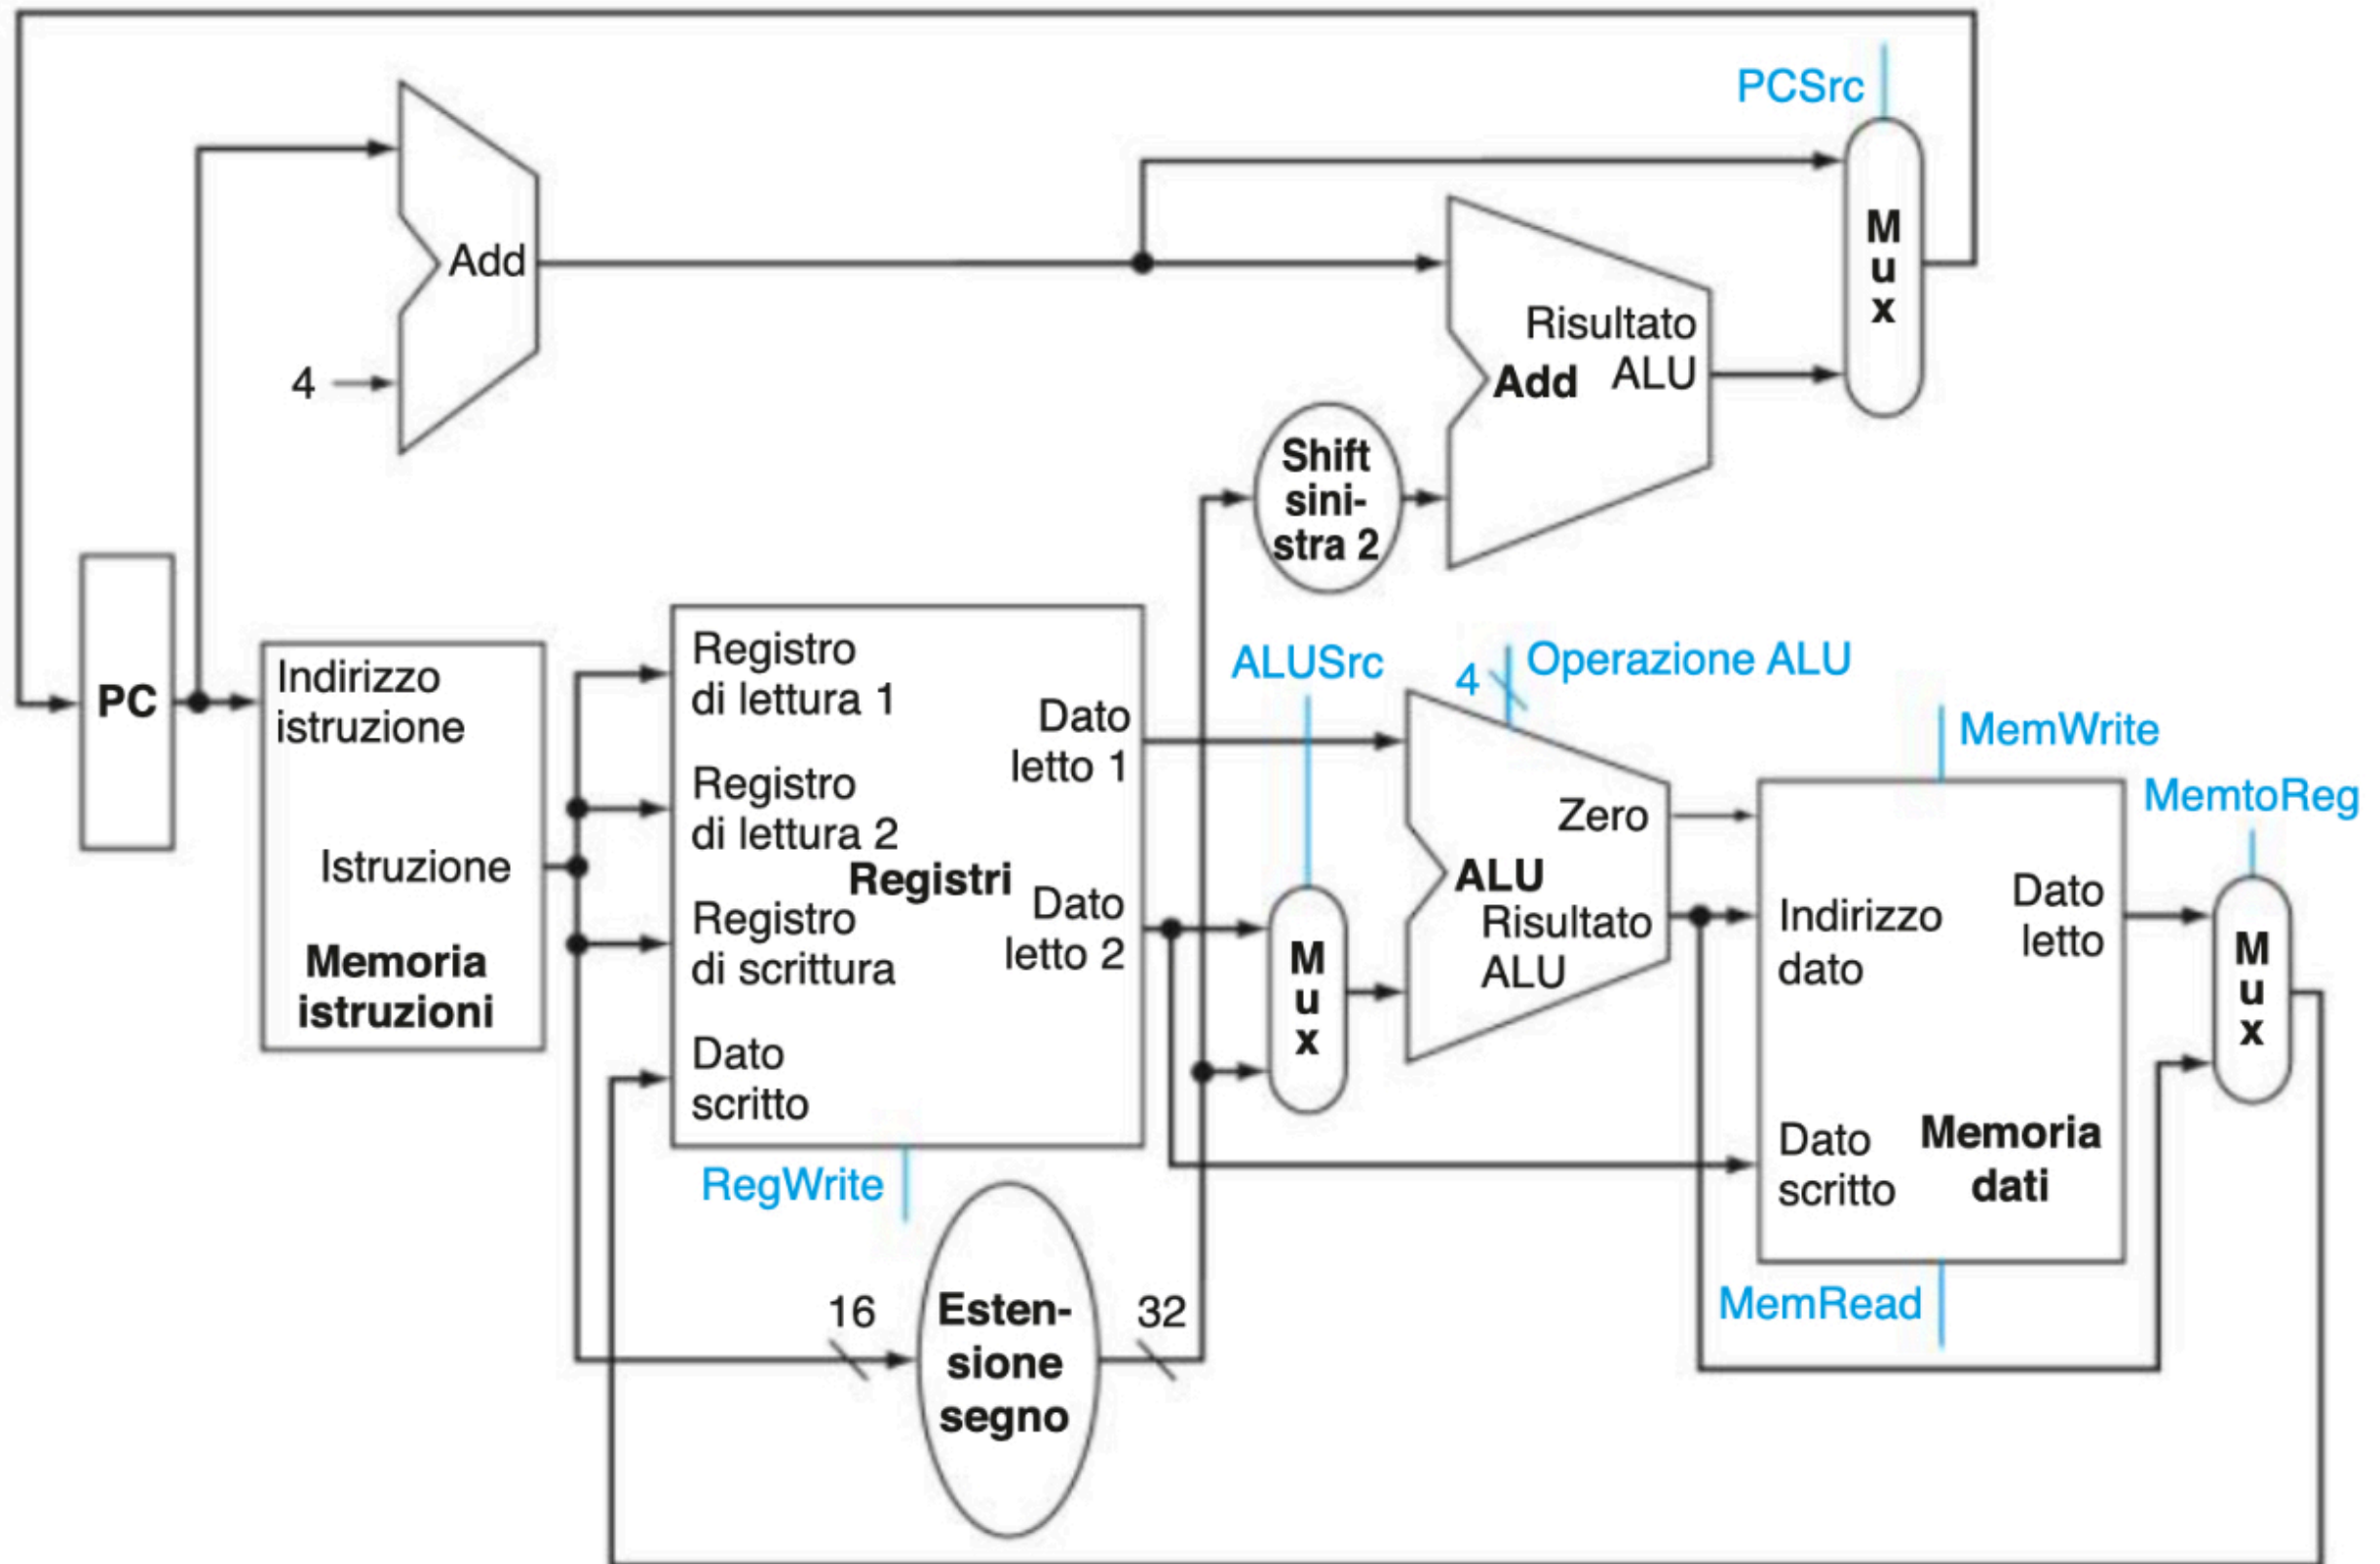 PCSrc
M
u
x
Add
4
Risultato
ALU
Add
Shift
sini-
stra 2
PC
Indirizzo
istruzione
Istruzione
Memoria
istruzioni
Registro
di lettura 1
Registro
di lettura 2
Registri
Registro
di scrittura
Dato
scritto
Dato
letto 1
Dato
letto 2
RegWrite
16
Esten-
sione
segno
32
ALUSrc
M
u
x
4
Operazione ALU
Zero
ALU
Risultato
ALU
MemWrite
Indirizzo
dato
Dato
letto
Dato
scritto
Memoria
dati
MemRead
MemtoReg
M
u
x